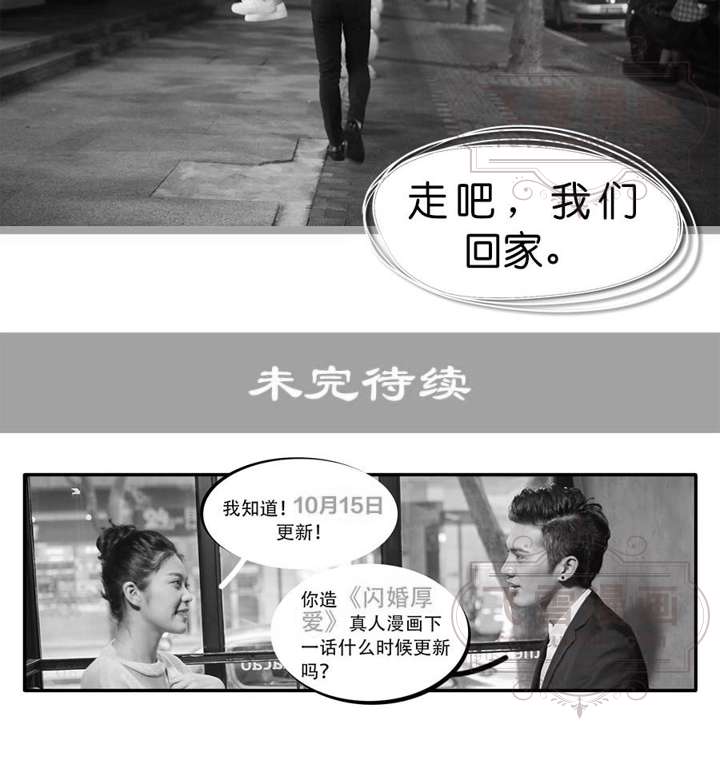 走吧，我们
回家。
未完待续
我知道！10月15日
更新！
你造《闪婚厚
爱》真人漫画下
一话什么时候更新
吗？